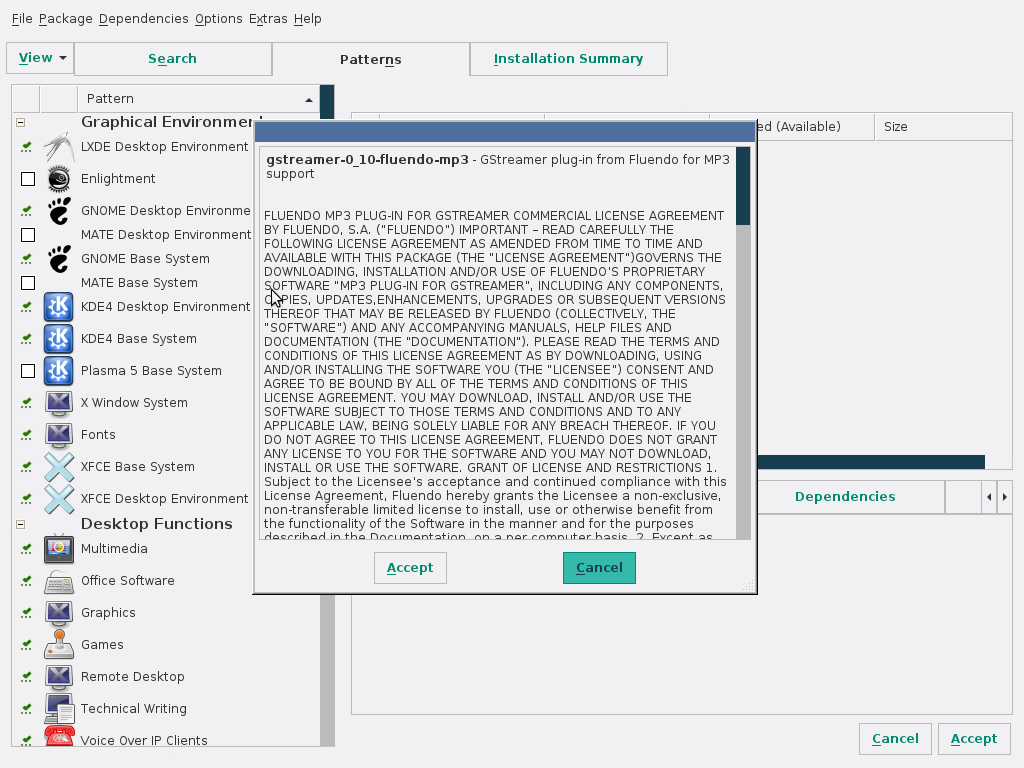 File Package Dependencies Options Extras Help
View Search Patterns Installation Summary
Pattern
Graphical Environmen
LXDE Desktop Environment
Enlightment
GNOME Desktop Environme
MATE Desktop Environment
GNOME Base System
MATE Base System
KDE4 Desktop Environment
KDE4 Base System
Plasma 5 Base System
X Window System
Fonts
XFCE Base System
XFCE Desktop Environment
Desktop Functions
Multimedia
Office Software
Graphics
Games
Remote Desktop
Technical Writing
Voice Over IP Clients
ed (Available) Size
gstreamer-0_10-fluendo-mp3 - GStreamer plug-in from Fluendo for MP3
support
FLUENDO MP3 PLUG-IN FOR GSTREAMER COMMERCIAL LICENSE AGREEMENT
BY FLUENDO, S.A. ("FLUENDO") IMPORTANT – READ CAREFULLY THE
FOLLOWING LICENSE AGREEMENT AS AMENDED FROM TIME TO TIME AND
AVAILABLE WITH THIS PACKAGE (THE "LICENSE AGREEMENT")GOVERNS THE
DOWNLOADING, INSTALLATION AND/OR USE OF FLUENDO'S PROPRIETARY
SOFTWARE "MP3 PLUG-IN FOR GSTREAMER", INCLUDING ANY COMPONENTS,
COPIES, UPDATES,ENHANCEMENTS, UPGRADES OR SUBSEQUENT VERSIONS
THEREOF THAT MAY BE RELEASED BY FLUENDO (COLLECTIVELY, THE
"SOFTWARE") AND ANY ACCOMPANYING MANUALS, HELP FILES AND
DOCUMENTATION (THE "DOCUMENTATION"). PLEASE READ THE TERMS AND
CONDITIONS OF THIS LICENSE AGREEMENT AS BY DOWNLOADING, USING
AND/OR INSTALLING THE SOFTWARE YOU (THE "LICENSEE") CONSENT AND
AGREE TO BE BOUND BY ALL OF THE TERMS AND CONDITIONS OF THIS
LICENSE AGREEMENT. YOU MAY DOWNLOAD, INSTALL AND/OR USE THE
SOFTWARE SUBJECT TO THOSE TERMS AND CONDITIONS AND TO ANY
APPLICABLE LAW, BEING SOLELY LIABLE FOR ANY BREACH THEREOF. IF YOU
DO NOT AGREE TO THIS LICENSE AGREEMENT, FLUENDO DOES NOT GRANT
ANY LICENSE TO YOU FOR THE SOFTWARE AND YOU MAY NOT DOWNLOAD,
INSTALL OR USE THE SOFTWARE. GRANT OF LICENSE AND RESTRICTIONS 1.
Subject to the Licensee's acceptance and continued compliance with this
License Agreement, Fluendo hereby grants the Licensee a non-exclusive,
non-transferable limited license to install, use or otherwise benefit from
the functionality of the Software in the manner and for the purposes
described in the Documentation, on a per computer basis. 2. Except as
Accept Cancel
Dependencies
Cancel Accept